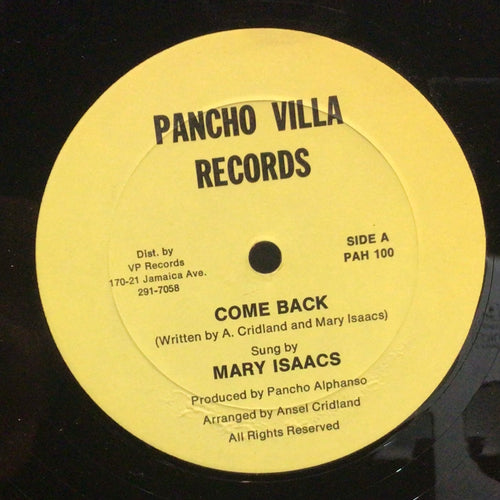 PANCHO VILLA
RECORDS
Dist. by
VP Records
170-21 Jamaica Ave.
291-7058
SIDE A
PAH 100
COME BACK
(Written by A. Cridland and Mary Isaacs)
Sung by
MARY ISAACS
Produced by Pancho Alphanso
Arranged by Ansel Cridland
All Rights Reserved